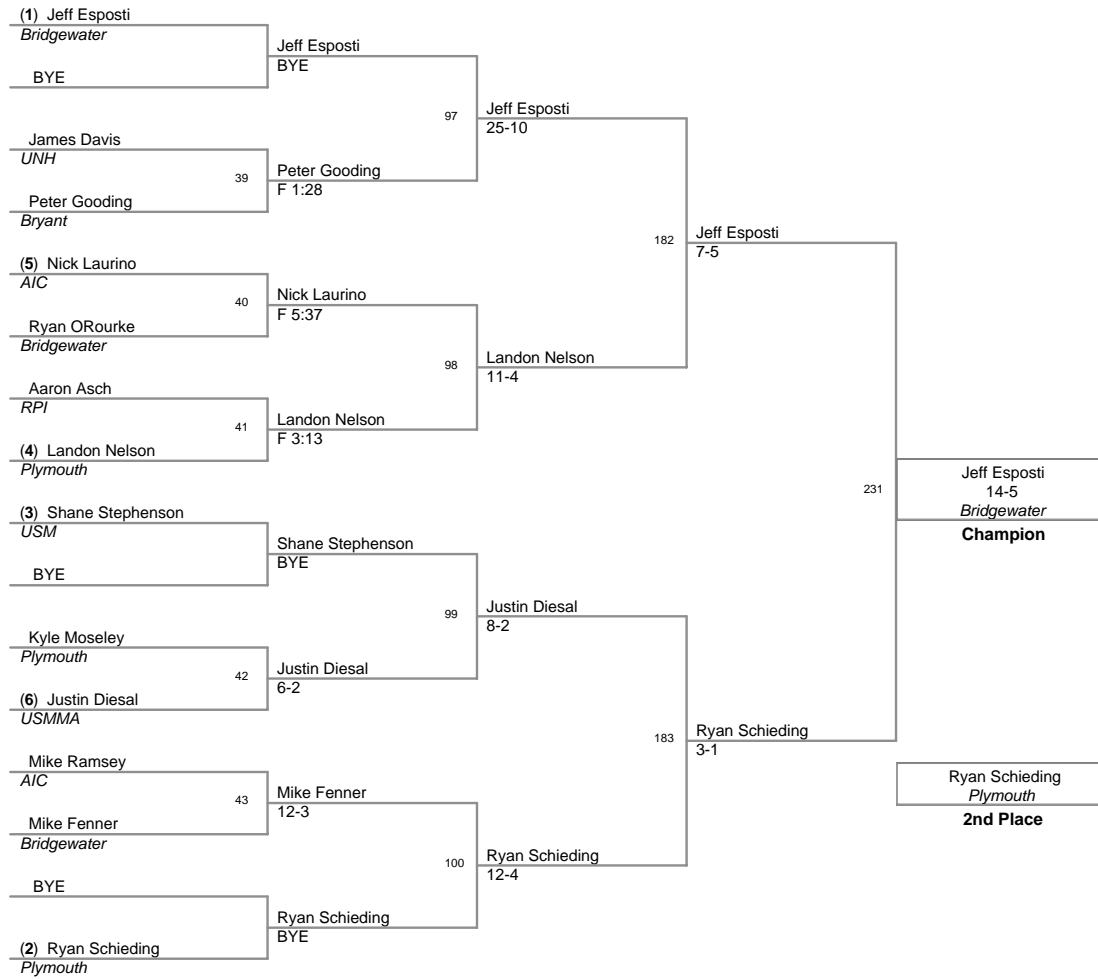 (1) Jeff Esposti
Bridgewater
BYE
James Davis
UNH
Peter Gooding
Bryant
(5) Nick Laurino
AIC
Ryan ORourke
Bridgewater
Aaron Asch
RPI
(4) Landon Nelson
Plymouth
(3) Shane Stephenson
USM
BYE
Kyle Moseley
Plymouth
(6) Justin Diesal
USMMA
Mike Ramsey
AIC
Mike Fenner
Bridgewater
BYE
(2) Ryan Schieding
Plymouth
39
40
41
42
43
Jeff Esposti
BYE
Peter Gooding
F 1:28
Nick Laurino
F 5:37
Landon Nelson
F 3:13
Shane Stephenson
BYE
Justin Diesal
6-2
Mike Fenner
12-3
Ryan Schieding
BYE
97
98
99
100
Jeff Esposti
25-10
Landon Nelson
11-4
Justin Diesal
8-2
Ryan Schieding
12-4
182
183
Jeff Esposti
7-5
Ryan Schieding
3-1
231
Jeff Esposti
14-5
Bridgewater
Champion
Ryan Schieding
Plymouth
2nd Place